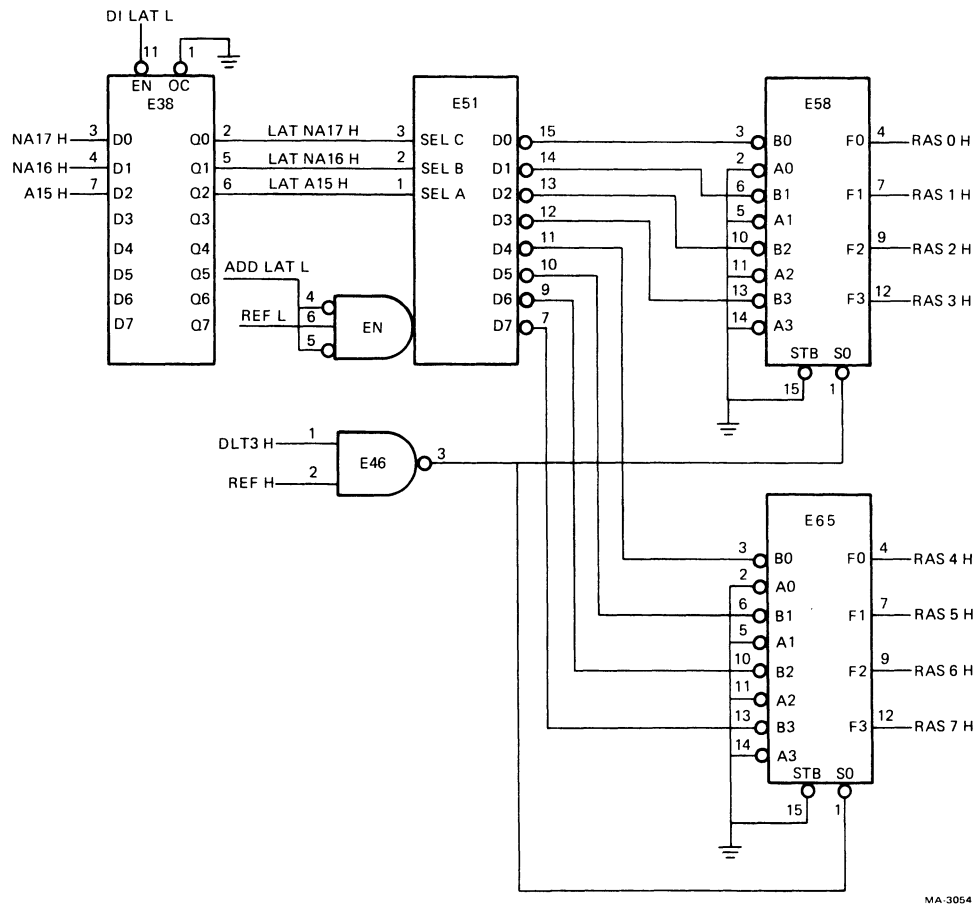 DI LAT L
11 1
EN OC
E38
NA17 H 3 D0 Q0 2 LAT NA17 H 3 SEL C
NA16 H 4 D1 Q1 5 LAT NA16 H 2 SEL B
A15 H 7 D2 Q2 6 LAT A15 H 1 SEL A
D3 Q3
D4 Q4
D5 Q5
D6 Q6
D7 Q7
ADD LAT L
4
REF L 6 EN
5
E51
D0 15
D1 14
D2 13
D3 12
D4 11
D5 10
D6 9
D7 7
E58
3 B0 F0 4 RAS 0 H
2 A0
6 B1 F1 7 RAS 1 H
5 A1
10 B2 F2 9 RAS 2 H
11 A2
13 B3 F3 12 RAS 3 H
14 A3
STB S0
15 1
DLT3 H 1
E46 3
REF H 2
E65
3 B0 F0 4 RAS 4 H
2 A0
6 B1 F1 7 RAS 5 H
5 A1
10 B2 F2 9 RAS 6 H
11 A2
13 B3 F3 12 RAS 7 H
14 A3
STB S0
15 1
MA-3054